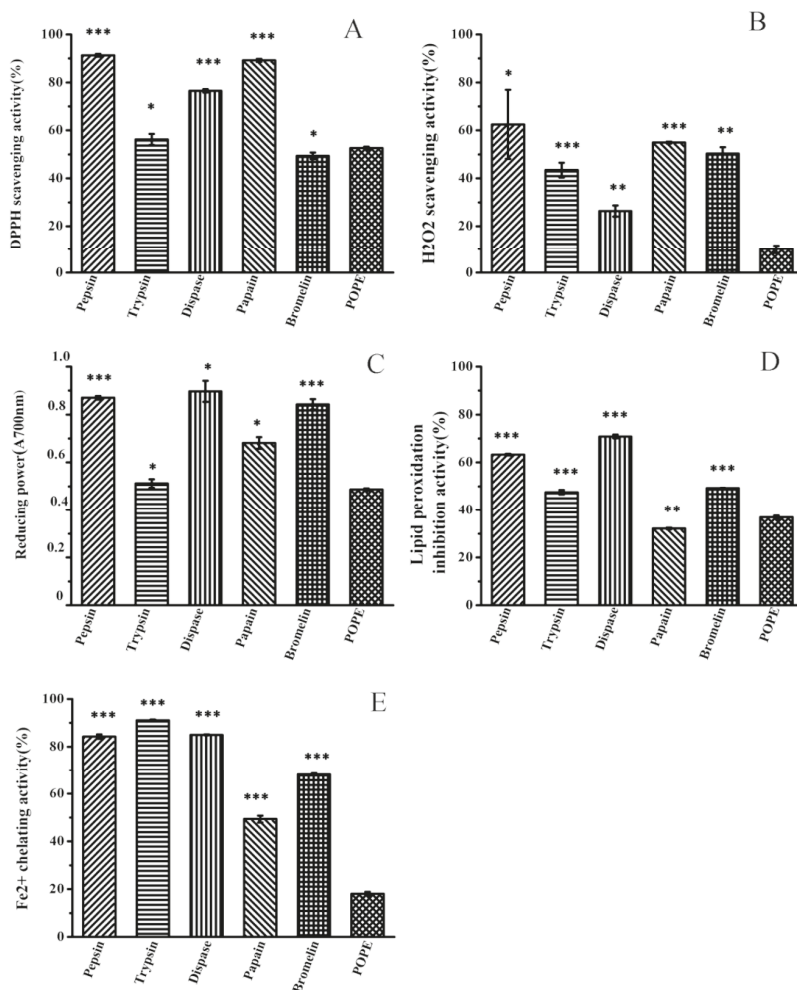 A
DPPH scavenging activity(%)
100
80
60
40
20
0
***
*
***
***
*
Pepsin
Trypsin
Dispase
Papain
Bromelin
POPE
B
H2O2 scavenging activity(%)
100
80
60
40
20
0
*
***
**
***
**
Pepsin
Trypsin
Dispase
Papain
Bromelin
POPE
C
Reducing power(A700nm)
1.0
0.8
0.6
0.4
0.2
0
***
*
*
*
***
Pepsin
Trypsin
Dispase
Papain
Bromelin
POPE
D
Lipid peroxidation
inhibition activity(%)
100
80
60
40
20
0
***
***
***
**
***
Pepsin
Trypsin
Dispase
Papain
Bromelin
POPE
E
Fe2+ chelating activity(%)
100
80
60
40
20
0
***
***
***
***
***
Pepsin
Trypsin
Dispase
Papain
Bromelin
POPE